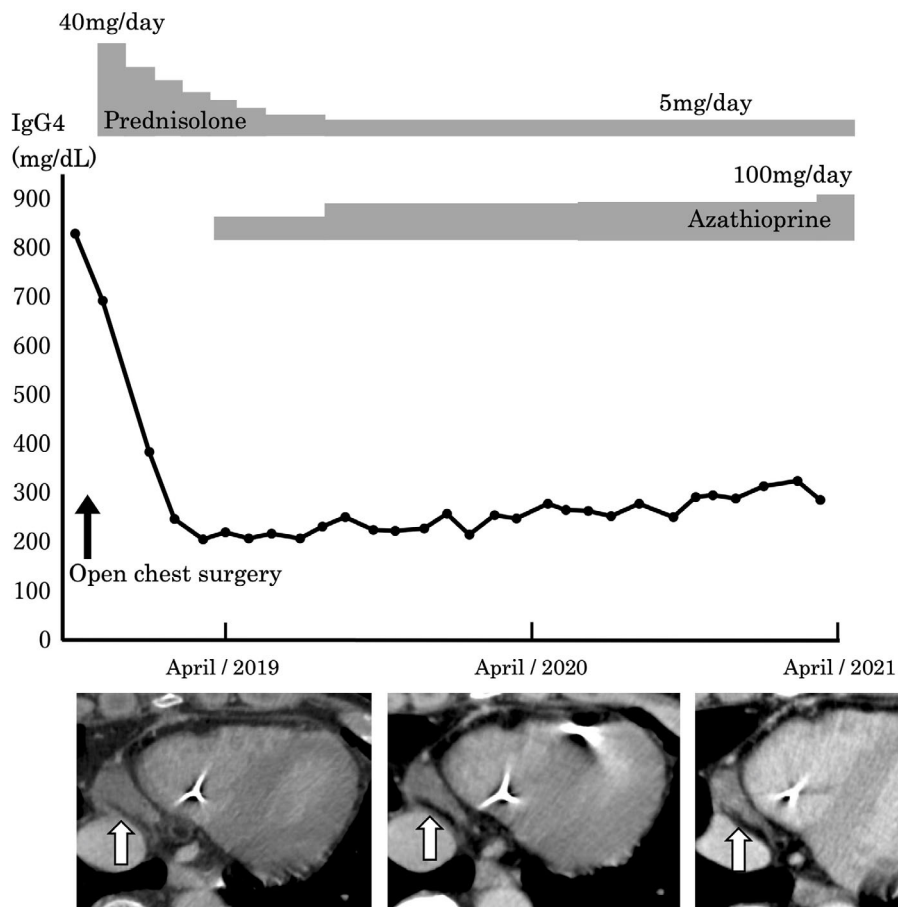 40mg/day
Prednisolone
5mg/day
IgG4
(mg/dL)
100mg/day
Azathioprine
900
800
700
600
500
400
300
200
100
0
Open chest surgery
April / 2019
April / 2020
April / 2021